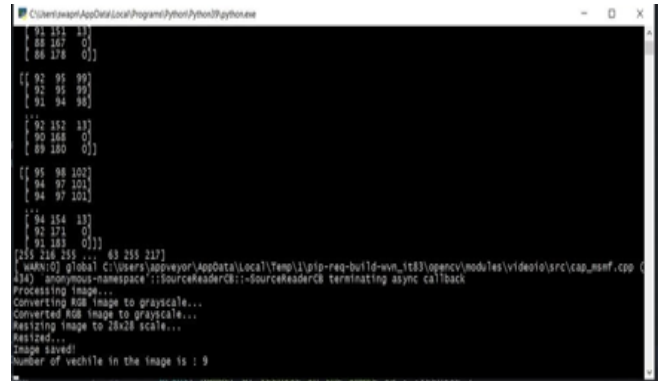 C:\Users\swapn\AppData\Local\Programs\Python\Python39\python.exe
[ 91 151 13]
[ 88 167 0]
[ 86 178 0]]
[[ 92 95 99]
[ 92 95 99]
[ 91 94 98]
...
[ 92 152 13]
[ 90 168 0]
[ 89 180 0]]
[[ 95 98 102]
[ 94 97 101]
[ 94 97 101]
...
[ 94 154 13]
[ 92 171 0]
[ 91 183 0]]]
[255 216 255 ... 63 255 217]
[ WARN:0] global C:\Users\appveyor\AppData\Local\Temp\1\pip-req-build-wvn_it83\opencv\modules\videoio\src\cap_msmf.cpp (
434) `anonymous-namespace'::SourceReaderCB::~SourceReaderCB terminating async callback
Processing image...
Converting RGB image to grayscale...
Converted RGB image to grayscale...
Resizing image to 28x28 scale...
Resized...
Image saved!
Number of vechile in the image is : 9